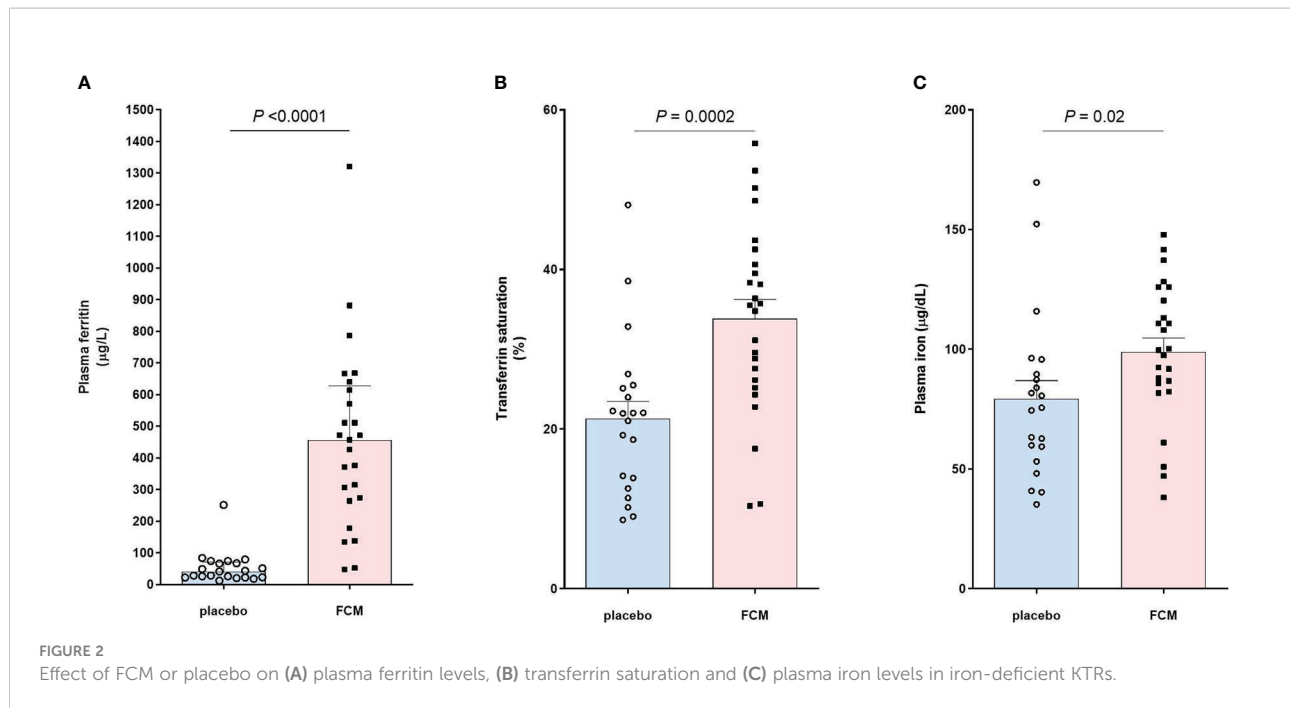 A
P <0.0001
1500
1400
1300
1200
1100
1000
900
800
700
600
500
400
300
200
100
0
Plasma ferritin
(μg/L)
placebo
FCM
B
P = 0.0002
60
40
20
0
Transferrin saturation
(%)
placebo
FCM
C
P = 0.02
200
150
100
50
0
Plasma iron (μg/dL)
placebo
FCM
FIGURE 2
Effect of FCM or placebo on (A) plasma ferritin levels, (B) transferrin saturation and (C) plasma iron levels in iron-deficient KTRs.